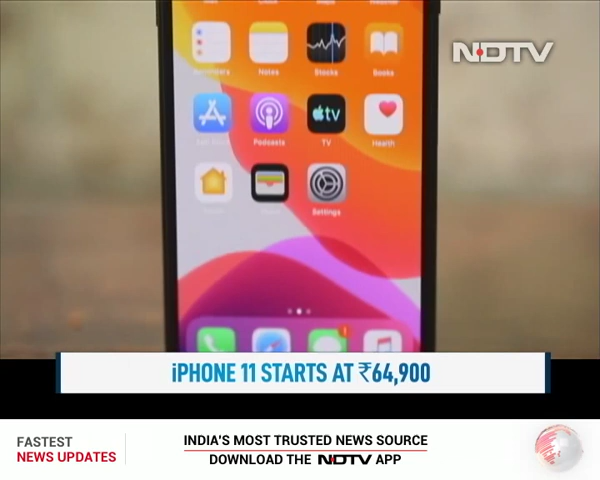 NDTV
Reminders Notes Stocks Books
Podcasts TV Health
tv
Settings
iPHONE 11 STARTS AT ₹64,900
FASTEST
NEWS UPDATES
INDIA'S MOST TRUSTED NEWS SOURCE
DOWNLOAD THE NDTV APP